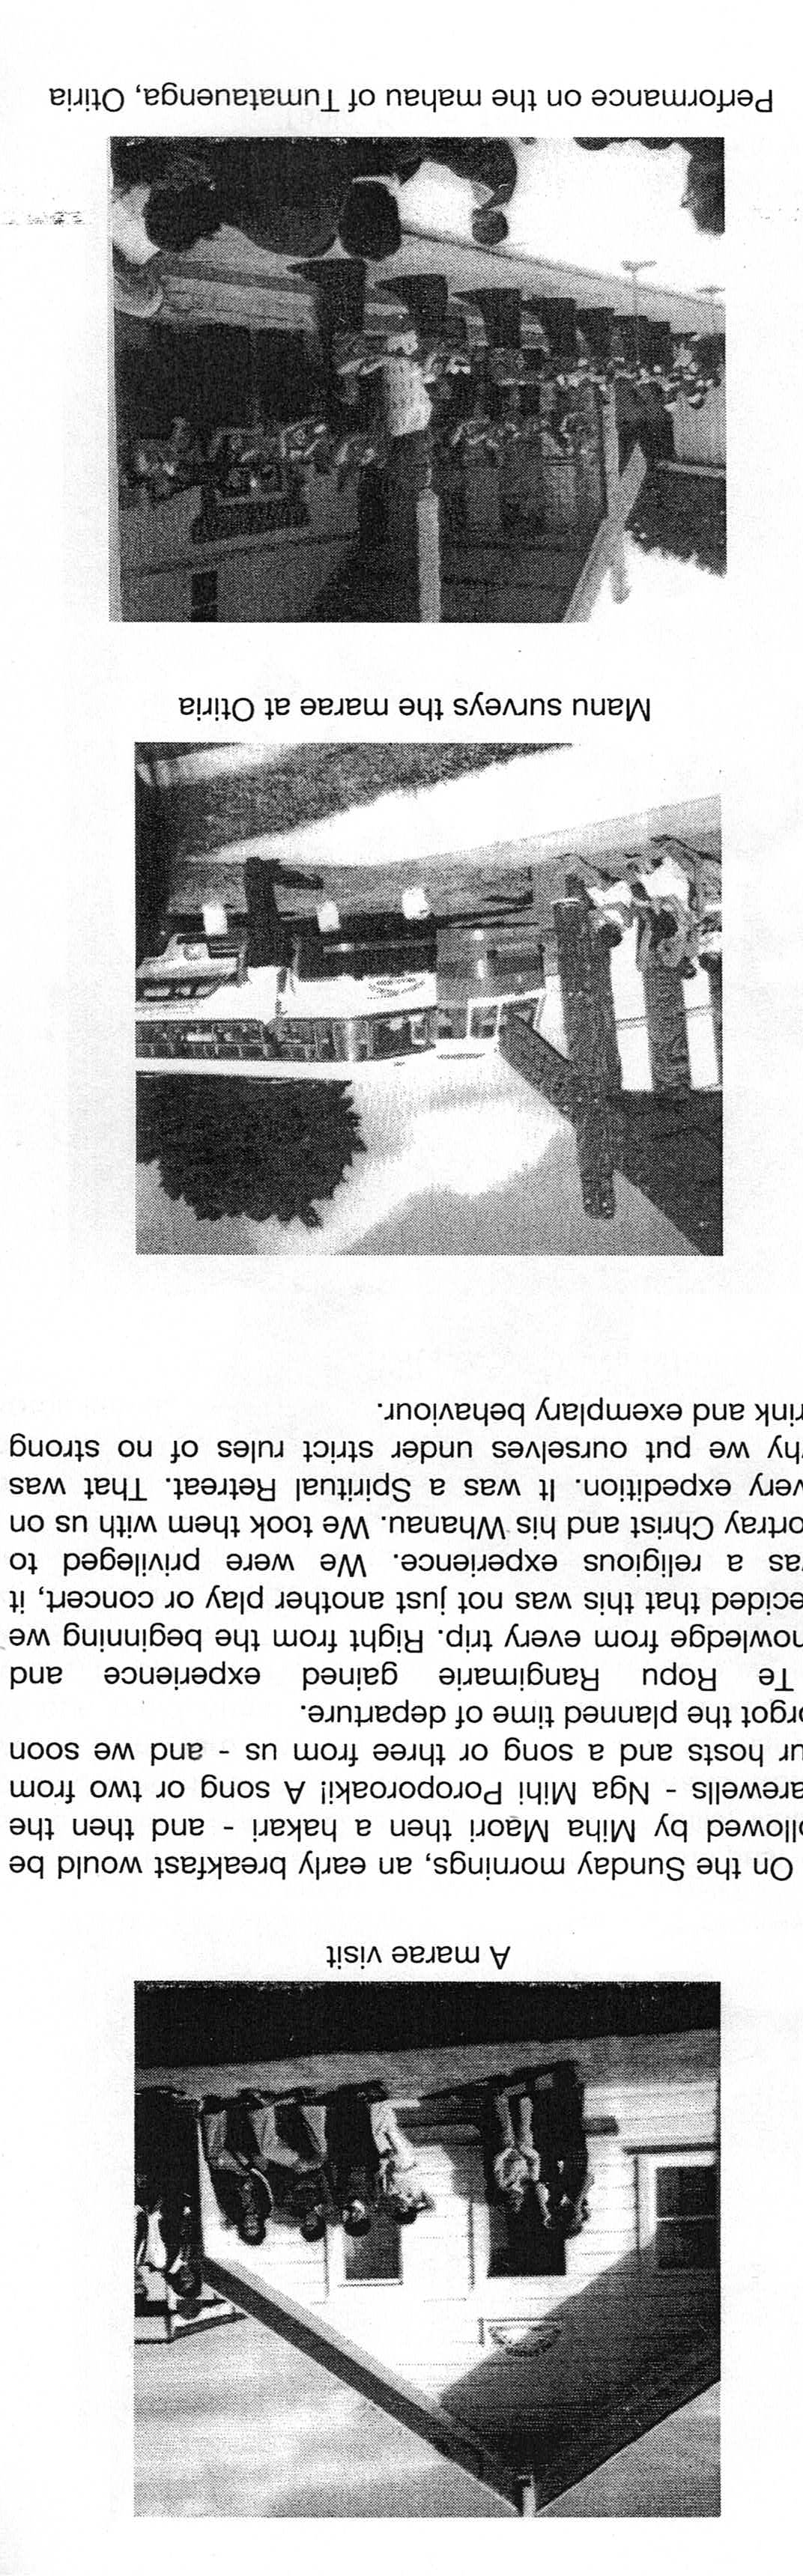 A marae visit
On the Sunday mornings, an early breakfast would be
ollowed by Miha Maori then a hakari - and then the
arewells - Nga Mihi Poroporoaki! A song or two from
ur hosts and a song or three from us - and we soon
orgot the planned time of departure.
Te Ropu Rangimarie gained experience and
nowledge from every trip. Right from the beginning we
ecided that this was not just another play or concert, it
as a religious experience. We were privileged to
ortray Christ and his Whanau. We took them with us on
very expedition. It was a Spiritual Retreat. That was
hy we put ourselves under strict rules of no strong
rink and exemplary behaviour.
Manu surveys the marae at Otiria
Performance on the mahau of Tumatauenga, Otiria